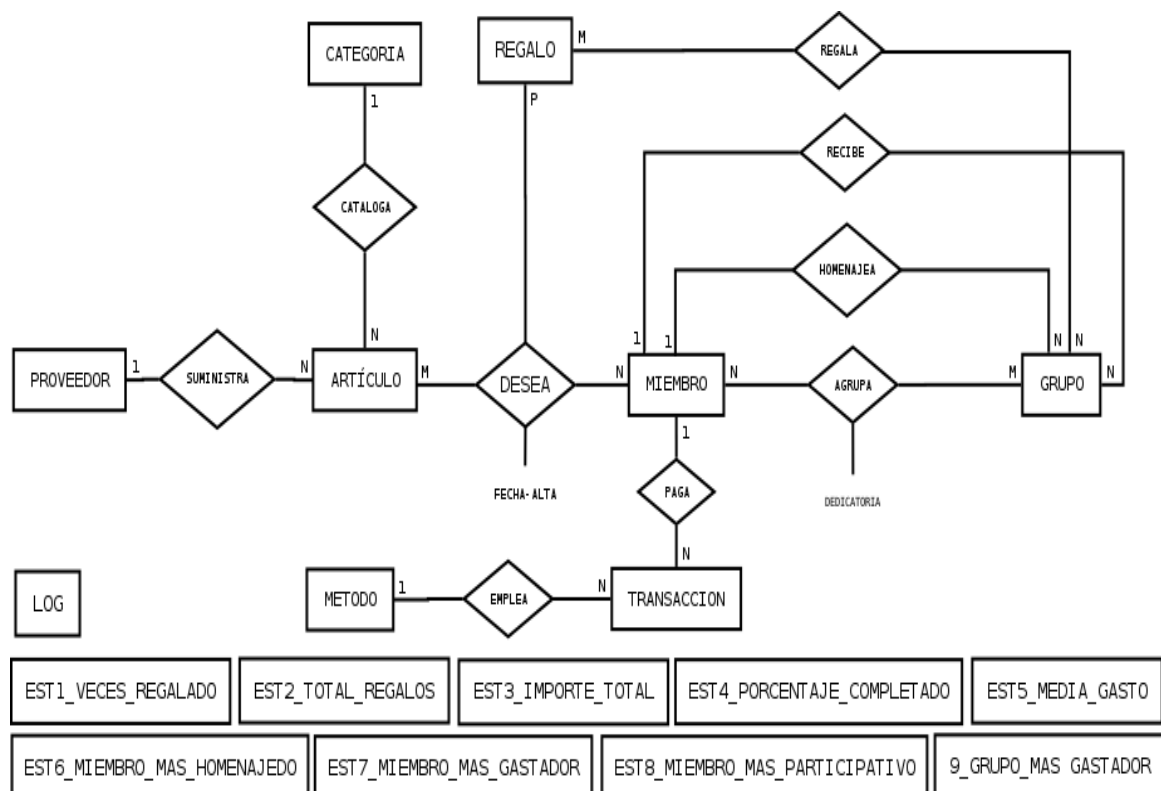 CATEGORIA
REGALO
M
REGALA
1
P
RECIBE
CATALOGA
HOMENAJEA
N
1
1
N
N
PROVEEDOR
1
SUMINISTRA
N
ARTÍCULO
M
DESEA
N
MIEMBRO
N
AGRUPA
M
GRUPO
N
1
FECHA-ALTA
PAGA
DEDICATORIA
N
LOG
METODO
1
EMPLEA
N
TRANSACCION
EST1_VECES_REGALADO
EST2_TOTAL_REGALOS
EST3_IMPORTE_TOTAL
EST4_PORCENTAJE_COMPLETADO
EST5_MEDIA_GASTO
EST6_MIEMBRO_MAS_HOMENAJEDO
EST7_MIEMBRO_MAS_GASTADOR
EST8_MIEMBRO_MAS_PARTICIPATIVO
9_GRUPO_MAS GASTADOR